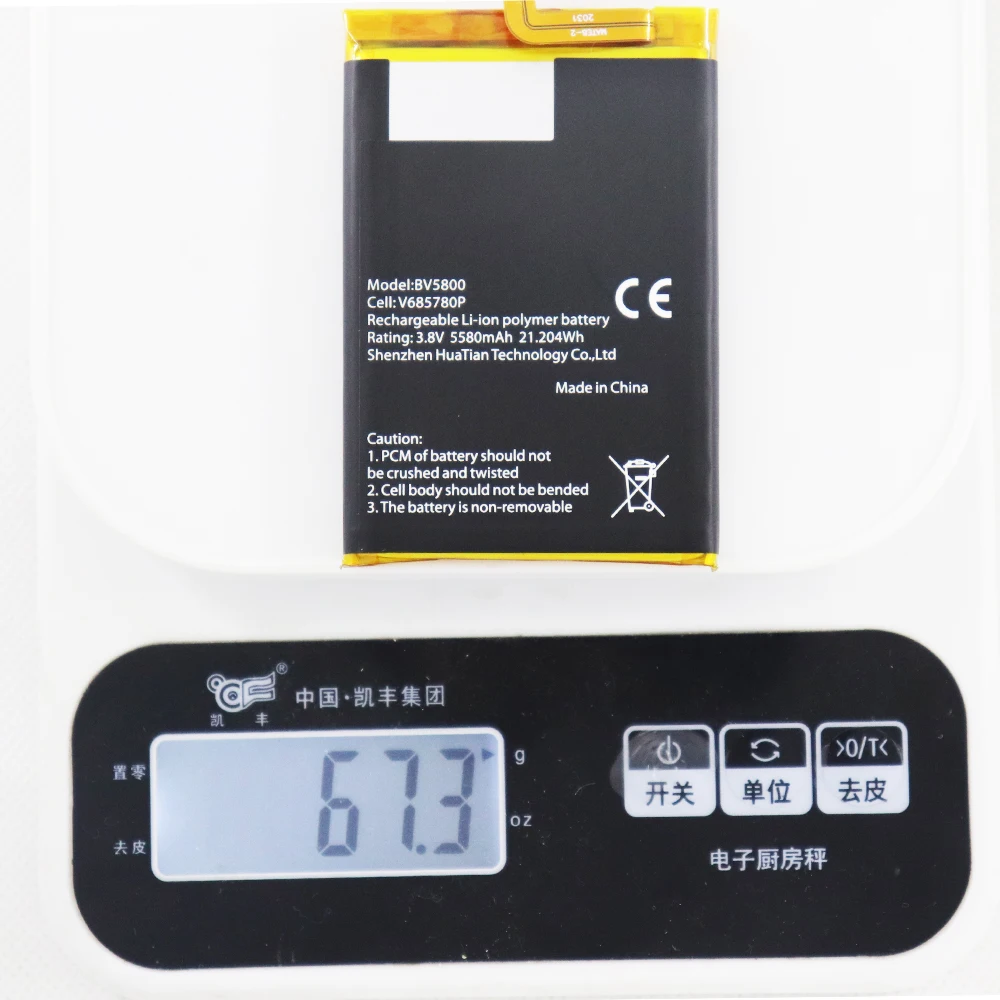 2031
MATEB-2
Model:BV5800
Cell:V685780P
Rechargeable Li-ion polymer battery
Rating: 3.8V 5580mAh 21.204Wh
Shenzhen HuaTian Technology Co.,Ltd
CE
Made in China
Caution:
1. PCM of battery should not
be crushed and twisted
2. Cell body should not be bended
3. The battery is non-removable
®
凯丰
中国·凯丰集团
置零
去皮
67.3
g
oz
开关
单位
>0/T<
去皮
电子厨房秤